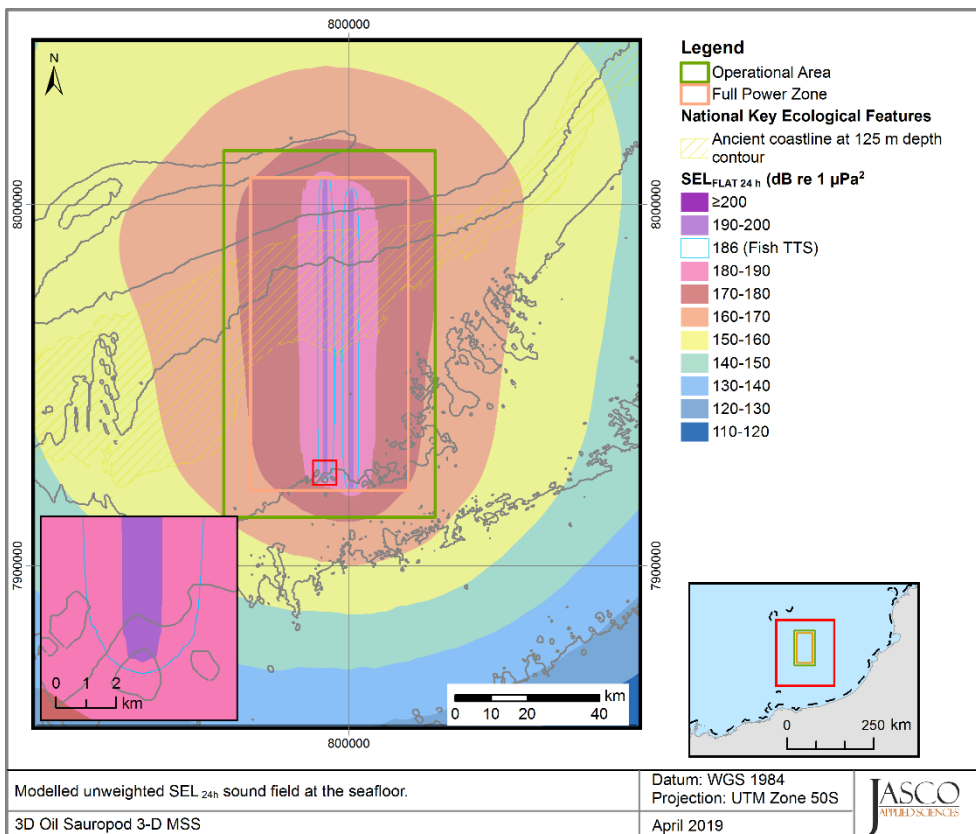 800000
N
8000000
8000000
7900000
7900000
0 1 2
km
km
0 10 20 40
800000
Legend
Operational Area
Full Power Zone
National Key Ecological Features
Ancient coastline at 125 m depth
contour
SEL FLAT 24 h (dB re 1 µPa²
≥200
190-200
186 (Fish TTS)
180-190
170-180
160-170
150-160
140-150
130-140
120-130
110-120
0 250 km
Modelled unweighted SEL 24h sound field at the seafloor.
3D Oil Sauropod 3-D MSS
Datum: WGS 1984
Projection: UTM Zone 50S
April 2019
JASCO
APPLIED SCIENCES